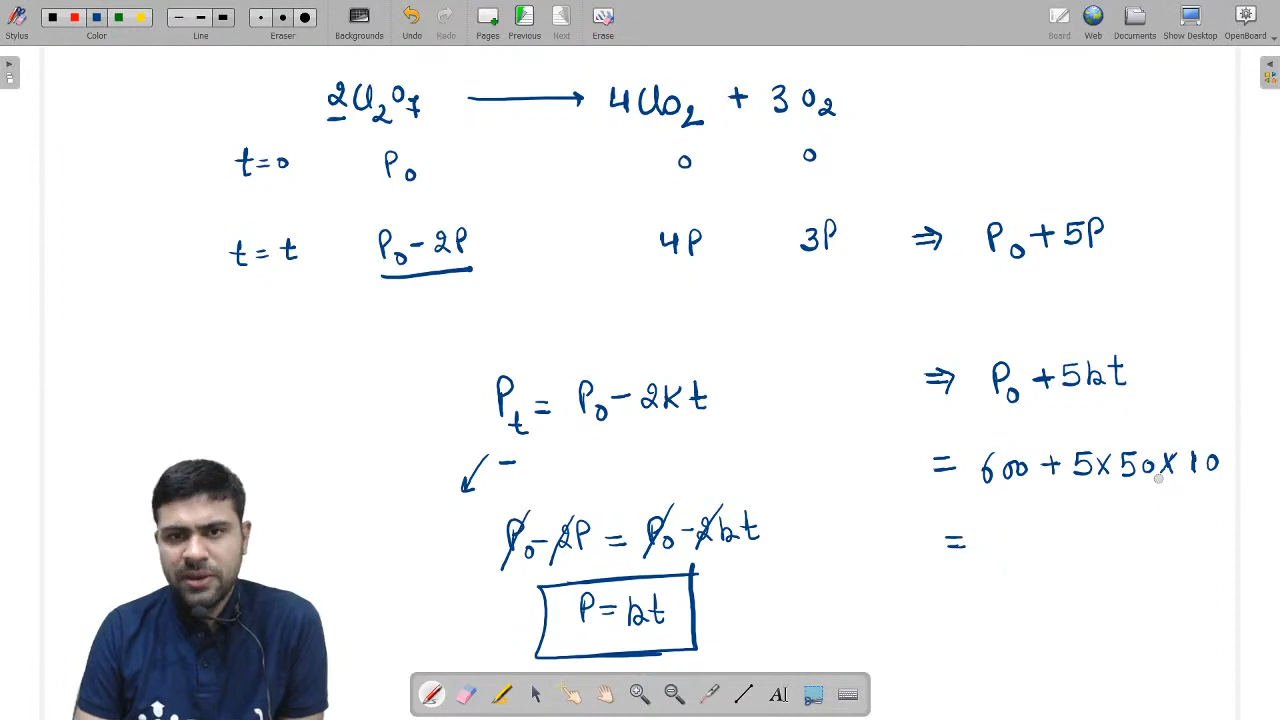 Stylus Color Line Eraser Backgrounds Undo Redo Pages Previous Next Erase Board Web Documents Show Desktop OpenBoard
2Cl₂O₇ ⟶ 4ClO₂ + 3O₂
t=0 P₀ 0 0
t=t P₀-2P 4P 3P ⇒ P₀+5P
Pₜ = P₀-2Kt
⇒ P₀+5kt
= 600+5×50×10
P₀-2P = P₀-2kt
=
P=kt
AI